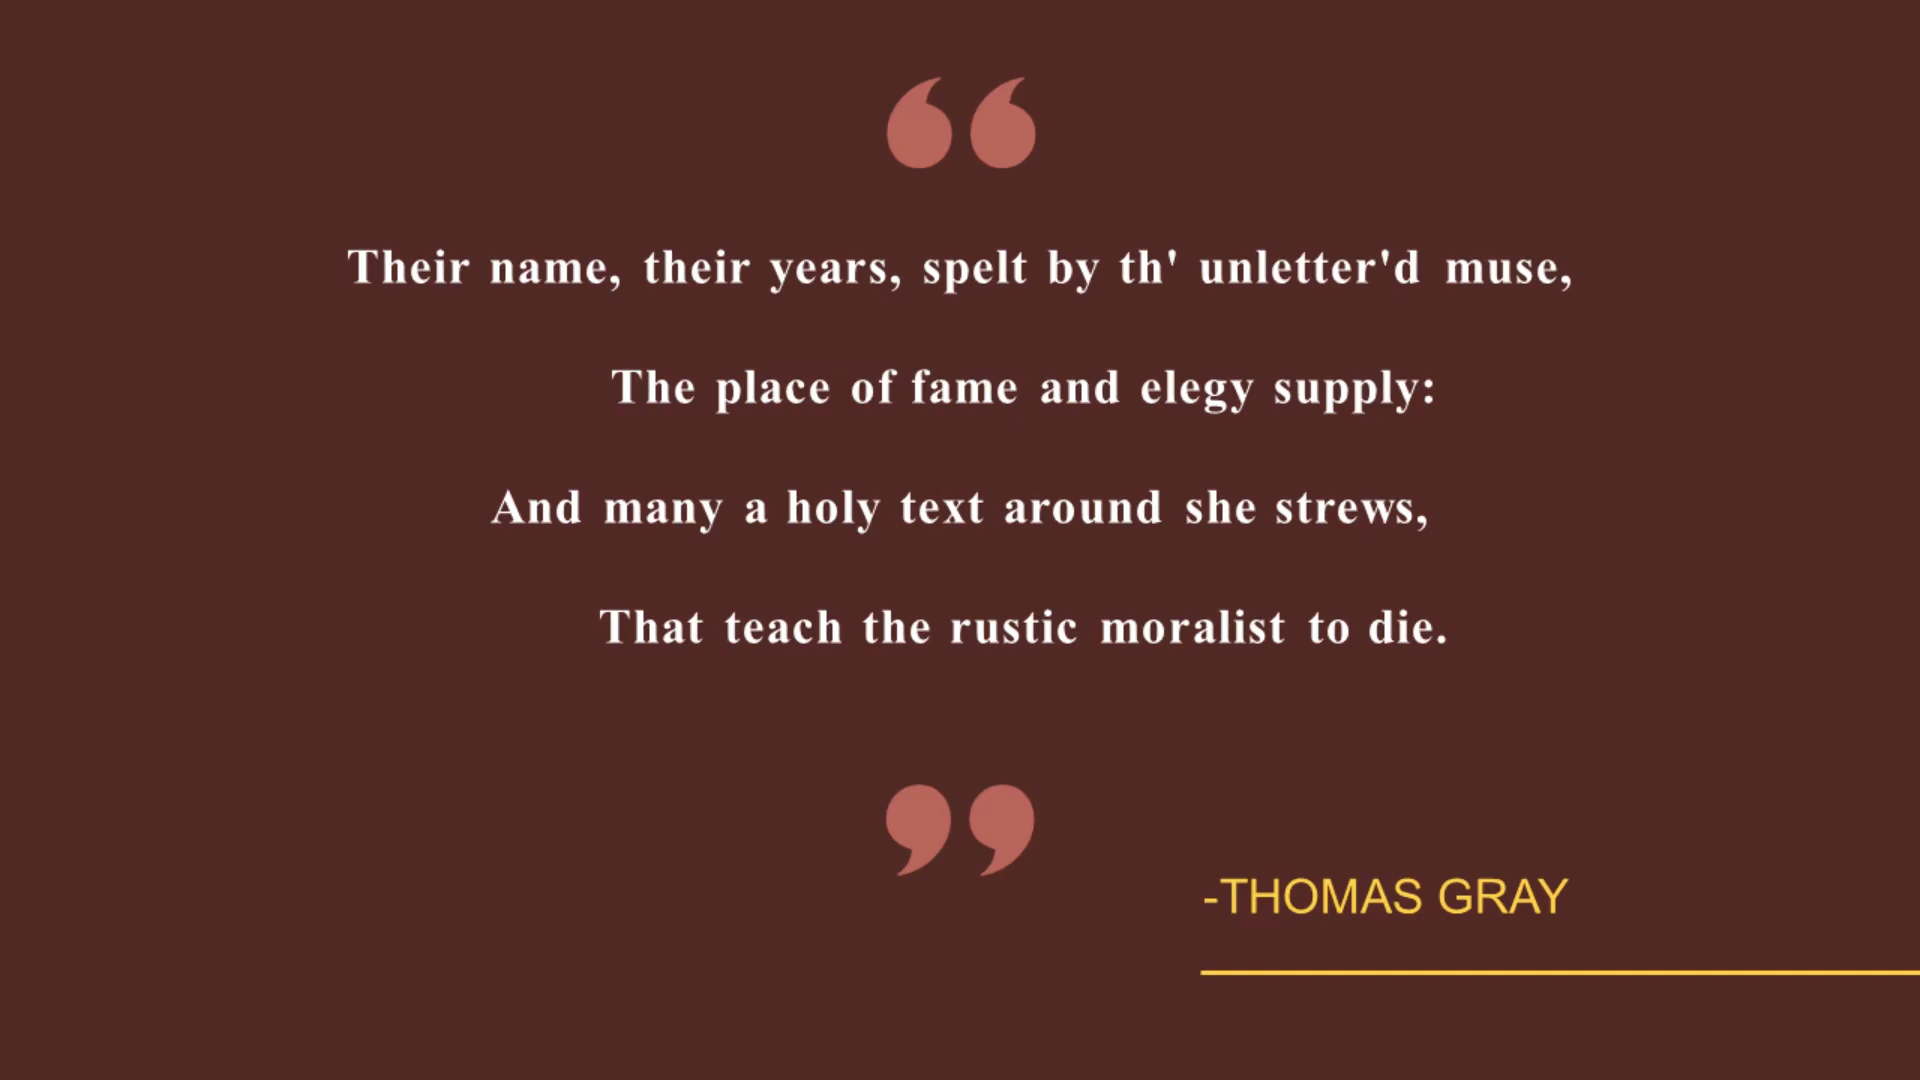 Their name, their years, spelt by th' unletter'd muse,
The place of fame and elegy supply:
And many a holy text around she strews,
That teach the rustic moralist to die.
-THOMAS GRAY